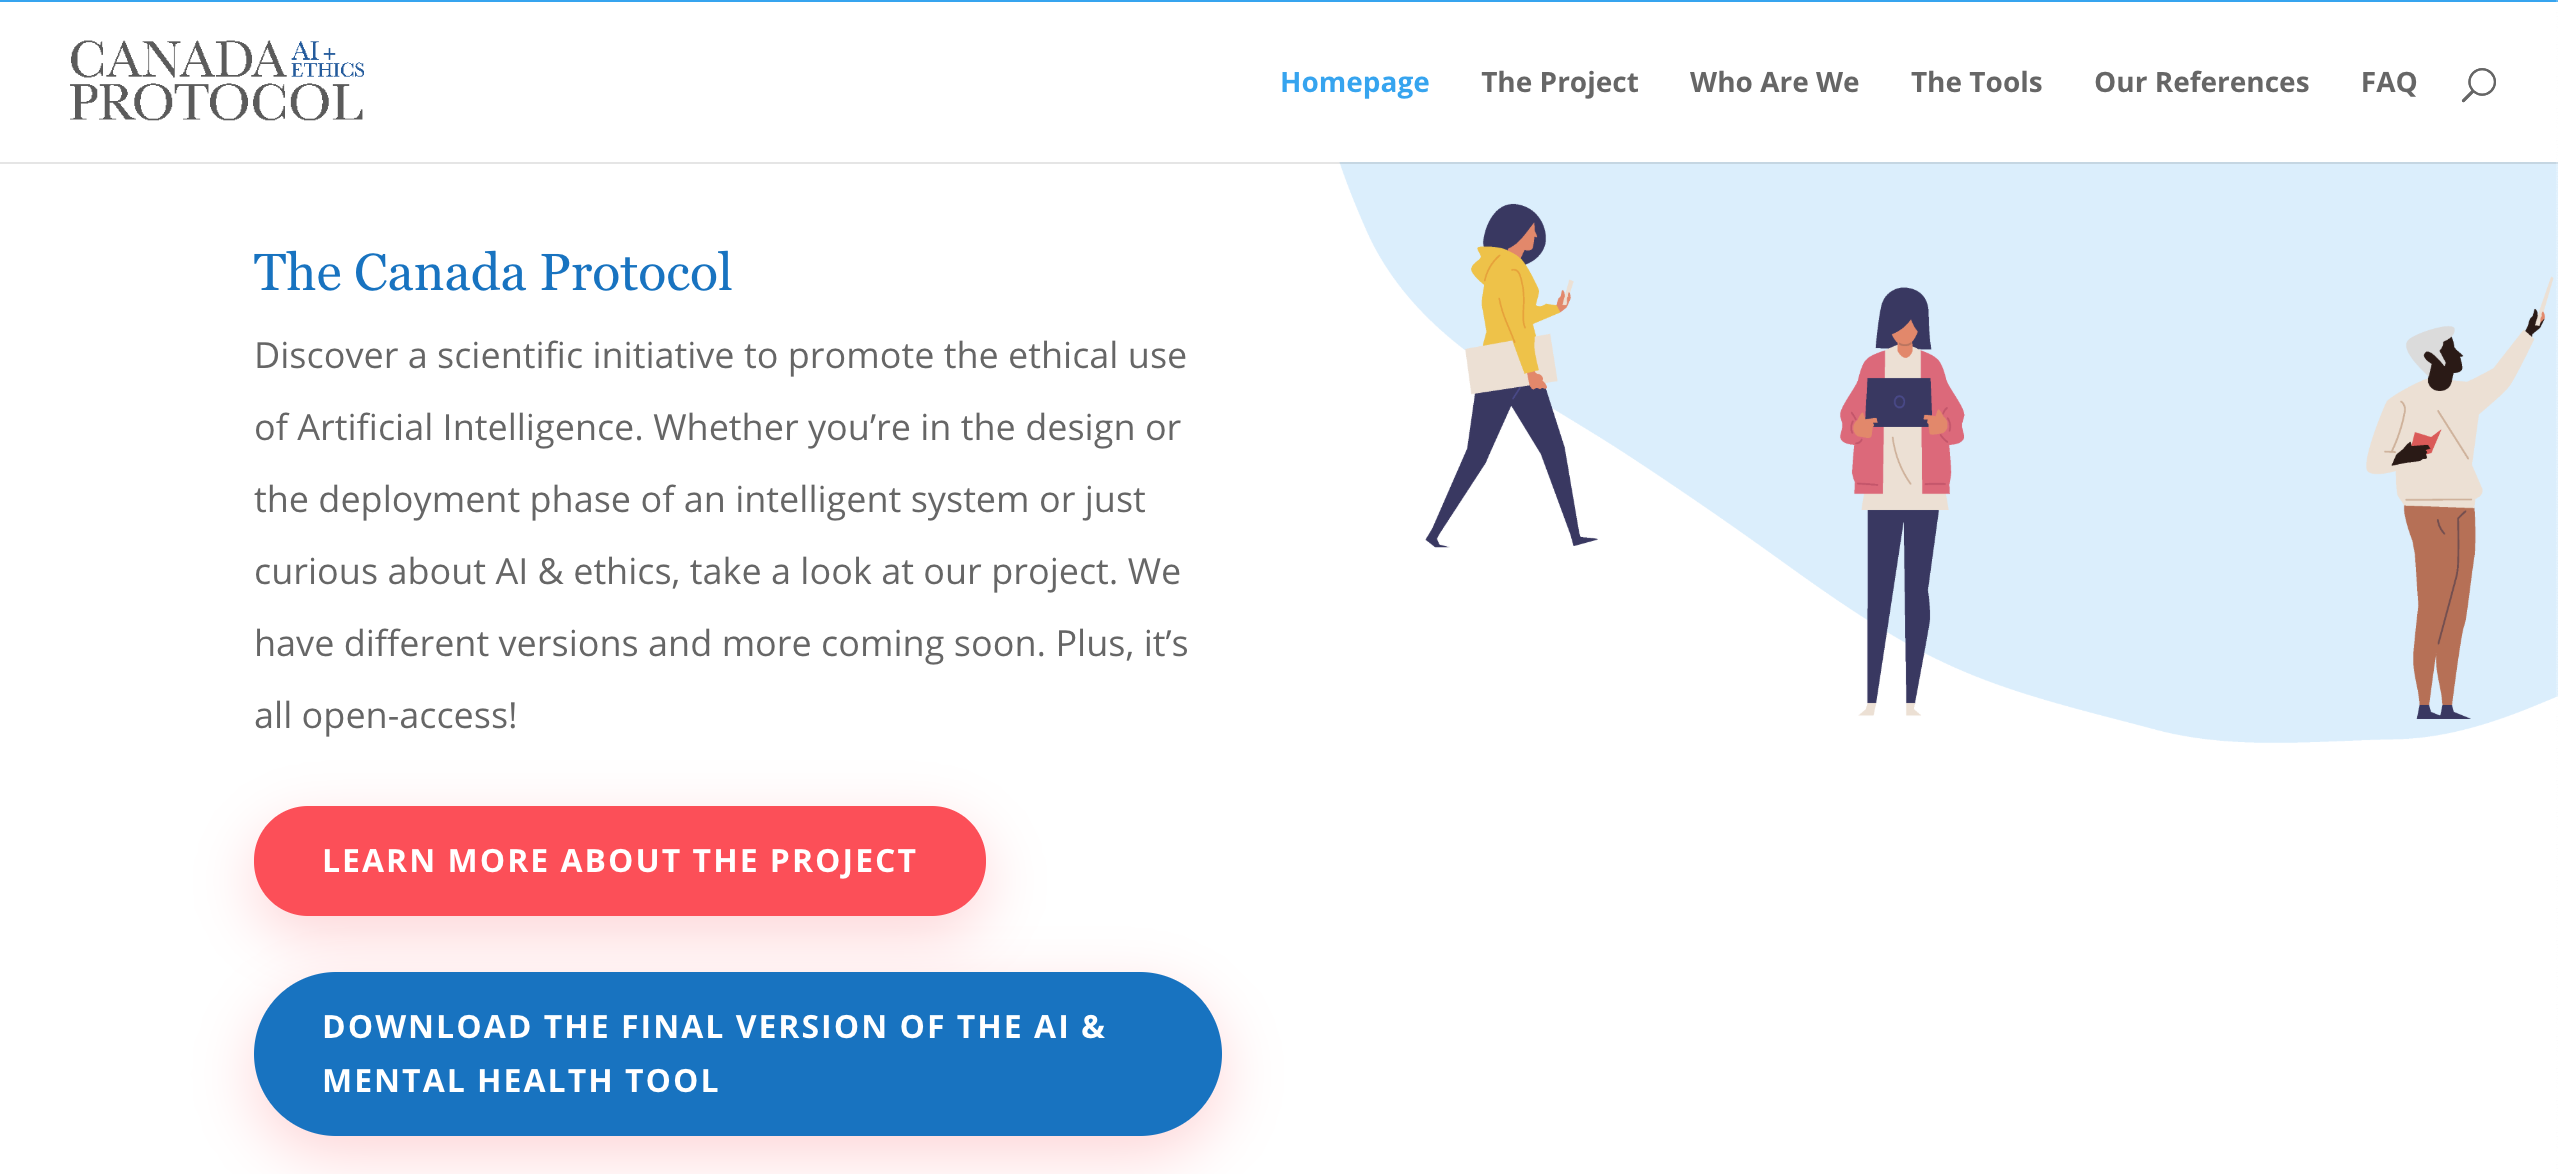 CANADA AI +
ETHICS
PROTOCOL
Homepage The Project Who Are We The Tools Our References FAQ
The Canada Protocol
Discover a scientific initiative to promote the ethical use
of Artificial Intelligence. Whether you’re in the design or
the deployment phase of an intelligent system or just
curious about AI & ethics, take a look at our project. We
have different versions and more coming soon. Plus, it’s
all open-access!
LEARN MORE ABOUT THE PROJECT
DOWNLOAD THE FINAL VERSION OF THE AI &
MENTAL HEALTH TOOL